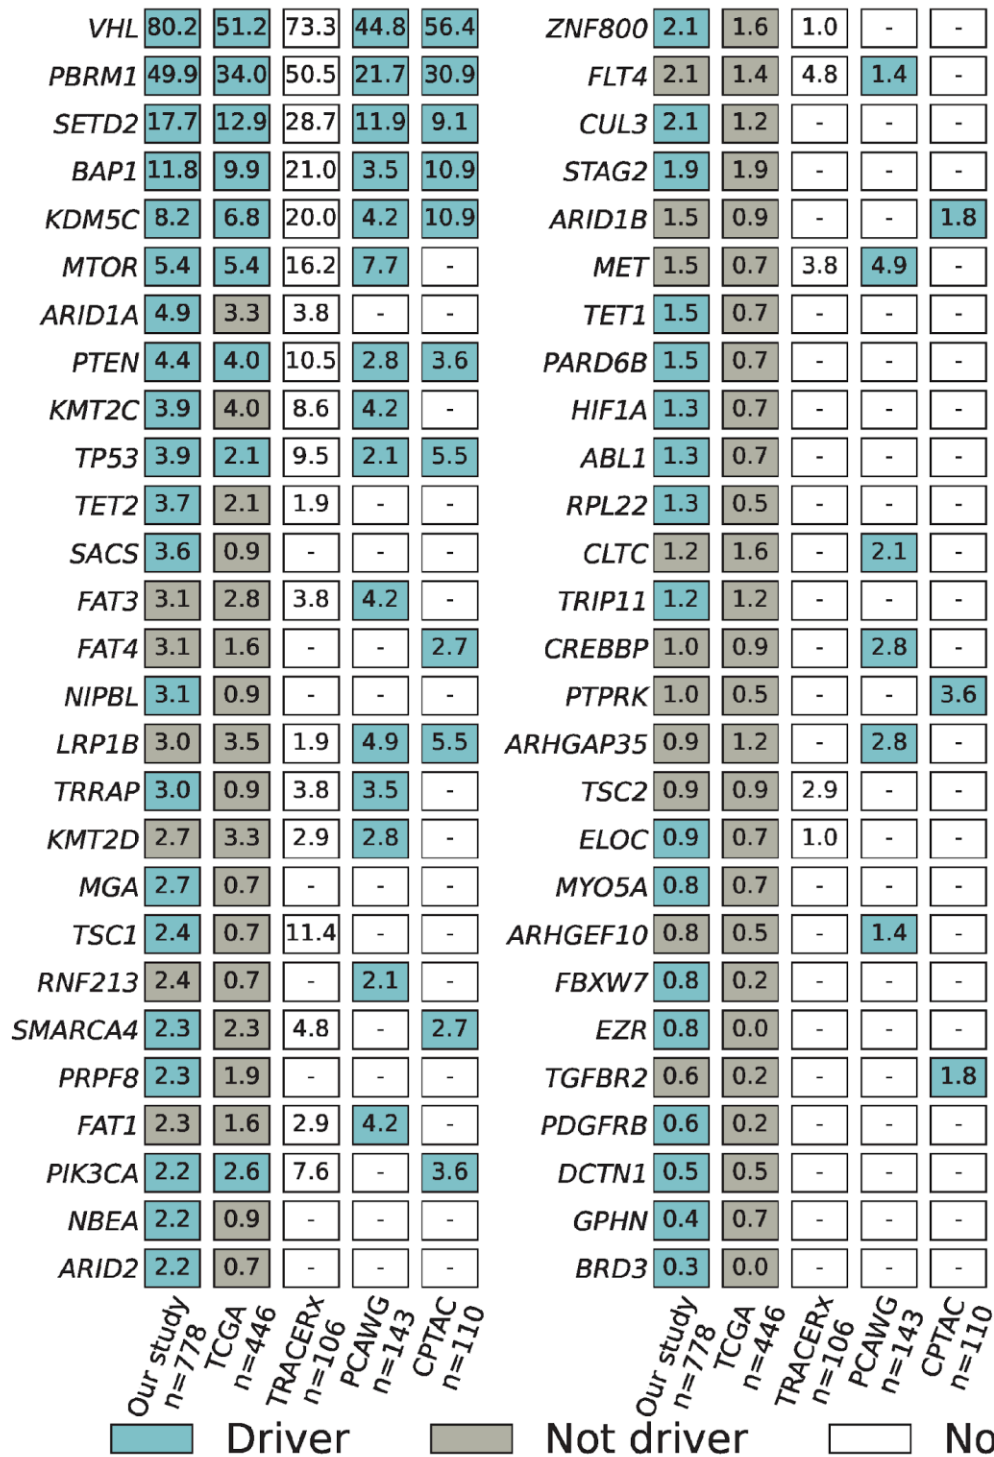 VHL 80.2 51.2 73.3 44.8 56.4
PBRM1 49.9 34.0 50.5 21.7 30.9
SETD2 17.7 12.9 28.7 11.9 9.1
BAP1 11.8 9.9 21.0 3.5 10.9
KDM5C 8.2 6.8 20.0 4.2 10.9
MTOR 5.4 5.4 16.2 7.7 -
ARID1A 4.9 3.3 3.8 - -
PTEN 4.4 4.0 10.5 2.8 3.6
KMT2C 3.9 4.0 8.6 4.2 -
TP53 3.9 2.1 9.5 2.1 5.5
TET2 3.7 2.1 1.9 - -
SACS 3.6 0.9 - - -
FAT3 3.1 2.8 3.8 4.2 -
FAT4 3.1 1.6 - - 2.7
NIPBL 3.1 0.9 - - -
LRP1B 3.0 3.5 1.9 4.9 5.5
TRRAP 3.0 0.9 3.8 3.5 -
KMT2D 2.7 3.3 2.9 2.8 -
MGA 2.7 0.7 - - -
TSC1 2.4 0.7 11.4 - -
RNF213 2.4 0.7 - 2.1 -
SMARCA4 2.3 2.3 4.8 - 2.7
PRPF8 2.3 1.9 - - -
FAT1 2.3 1.6 2.9 4.2 -
PIK3CA 2.2 2.6 7.6 - 3.6
NBEA 2.2 0.9 - - -
ARID2 2.2 0.7 - - -
Our study
n=778
TCGA
n=446
TRACERx
n=106
PCAWG
n=143
CPTAC
n=110
ZNF800 2.1 1.6 1.0 - -
FLT4 2.1 1.4 4.8 1.4 -
CUL3 2.1 1.2 - - -
STAG2 1.9 1.9 - - -
ARID1B 1.5 0.9 - - 1.8
MET 1.5 0.7 3.8 4.9 -
TET1 1.5 0.7 - - -
PARD6B 1.5 0.7 - - -
HIF1A 1.3 0.7 - - -
ABL1 1.3 0.7 - - -
RPL22 1.3 0.5 - - -
CLTC 1.2 1.6 - 2.1 -
TRIP11 1.2 1.2 - - -
CREBBP 1.0 0.9 - 2.8 -
PTPRK 1.0 0.5 - - 3.6
ARHGAP35 0.9 1.2 - 2.8 -
TSC2 0.9 0.9 2.9 - -
ELOC 0.9 0.7 1.0 - -
MYO5A 0.8 0.7 - - -
ARHGEF10 0.8 0.5 - 1.4 -
FBXW7 0.8 0.2 - - -
EZR 0.8 0.0 - - -
TGFBR2 0.6 0.2 - - 1.8
PDGFRB 0.6 0.2 - - -
DCTN1 0.5 0.5 - - -
GPHN 0.4 0.7 - - -
BRD3 0.3 0.0 - - -
Our study
n=778
TCGA
n=446
TRACERx
n=106
PCAWG
n=143
CPTAC
n=110
Driver Not driver No